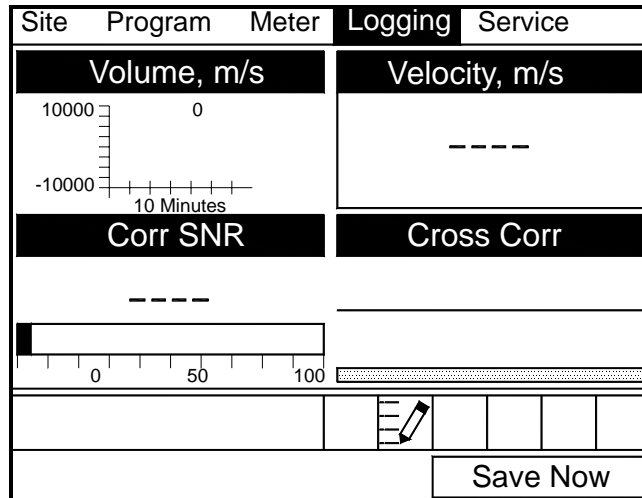 Site Program Meter Logging Service
Volume, m/s
Velocity, m/s
10000
0
-10000
10 Minutes
----
Corr SNR
Cross Corr
----
0 50 100
Save Now